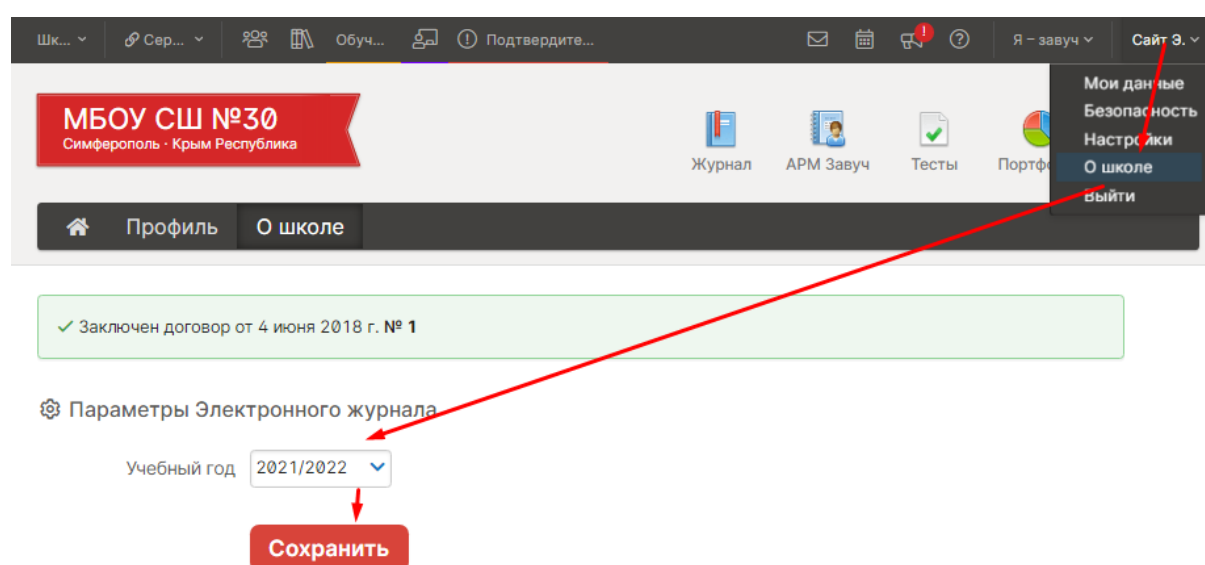 Шк... Сер... Обуч... Подтвердите... Я – завуч Сайт Э.
Мои данные
Безопасность
Настройки
О школе
Выйти
МБОУ СШ №30
Симферополь · Крым Республика
Журнал АРМ Завуч Тесты Портфо
Профиль О школе
Заключен договор от 4 июня 2018 г. № 1
Параметры Электронного журнала
Учебный год 2021/2022
Сохранить